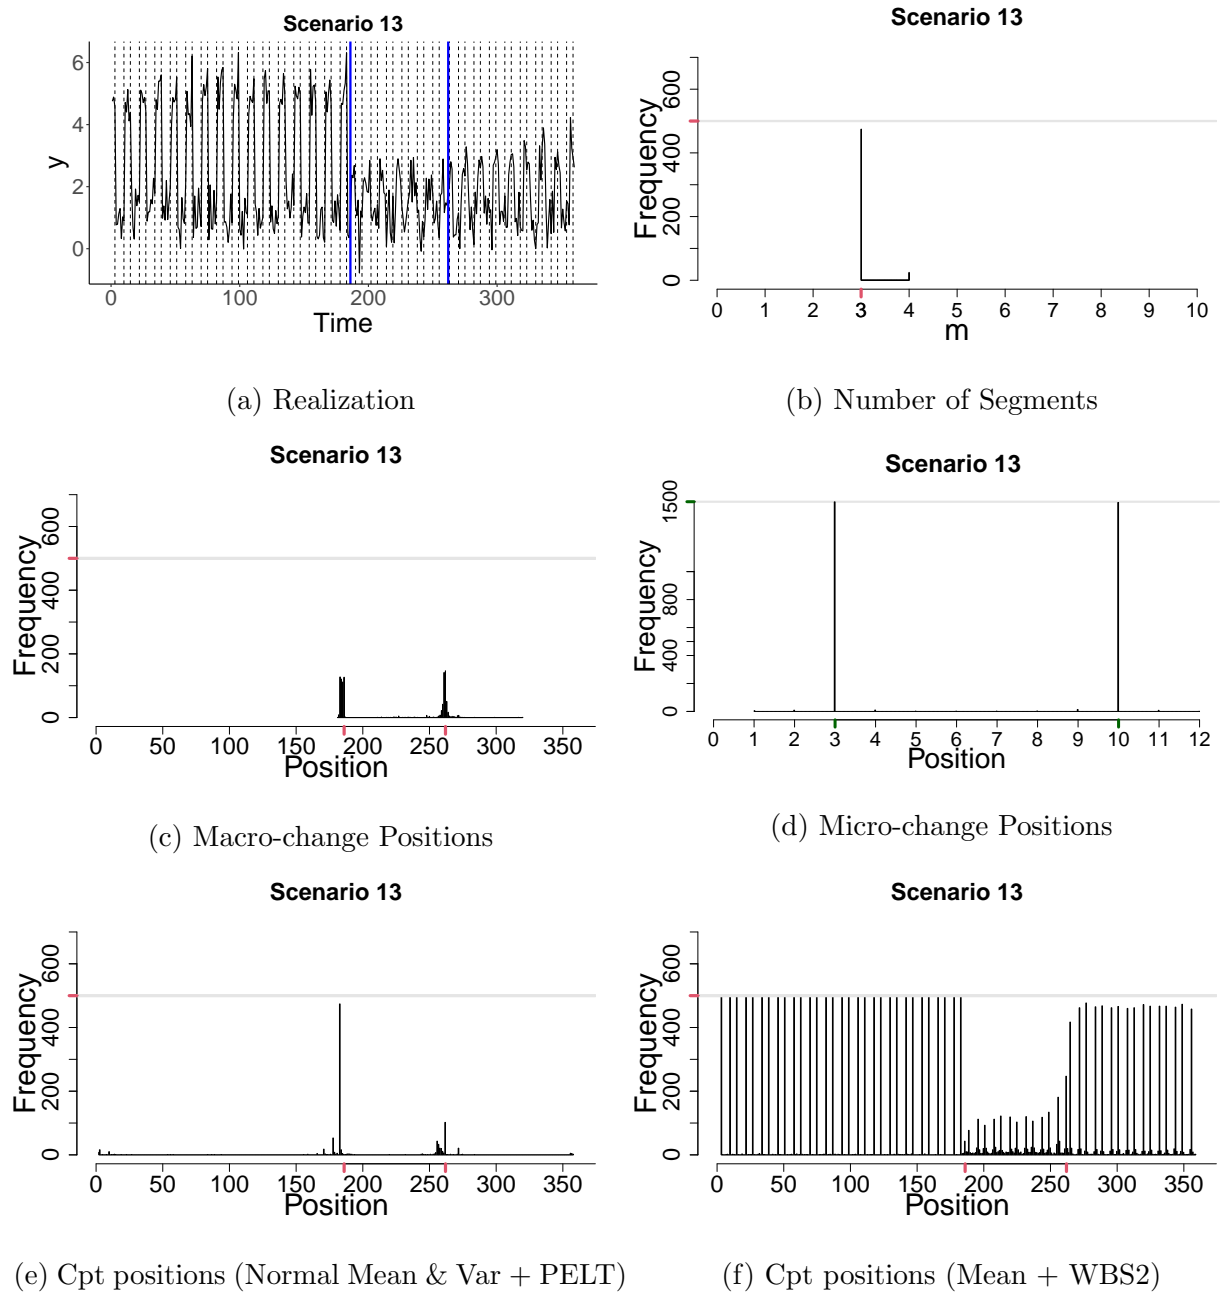 Scenario 13
y
6
4
2
0
0 100 200 300
Time
(a) Realization
Scenario 13
Frequency
0 200 400 600
0 1 2 3 4 5 6 7 8 9 10
m
(b) Number of Segments
Scenario 13
Frequency
0 200 400 600
0 50 100 150 200 250 300 350
Position
(c) Macro-change Positions
Scenario 13
Frequency
0 400 800 1500
0 1 2 3 4 5 6 7 8 9 10 11 12
Position
(d) Micro-change Positions
Scenario 13
Frequency
0 200 400 600
0 50 100 150 200 250 300 350
Position
(e) Cpt positions (Normal Mean & Var + PELT)
Scenario 13
Frequency
0 200 400 600
0 50 100 150 200 250 300 350
Position
(f) Cpt positions (Mean + WBS2)